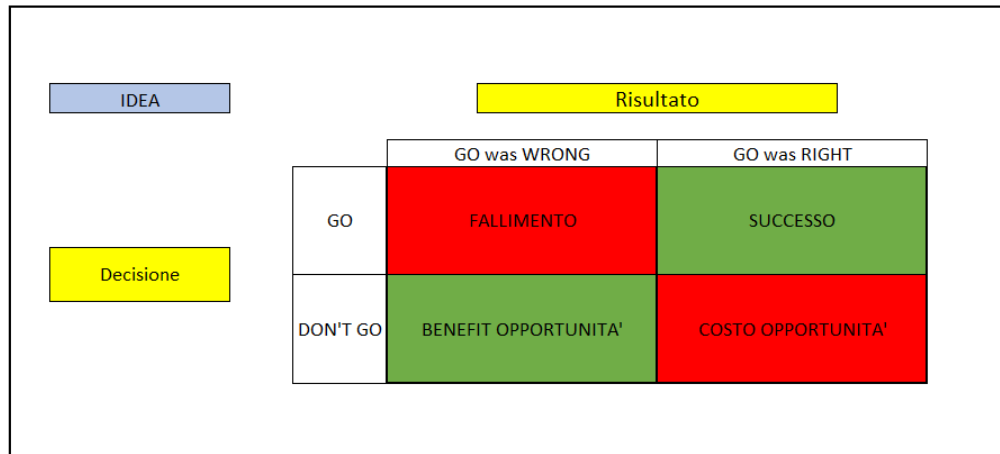 IDEA
Risultato
GO was WRONG
GO was RIGHT
GO
FALLIMENTO
SUCCESSO
Decisione
DON'T GO
BENEFIT OPPORTUNITA'
COSTO OPPORTUNITA'